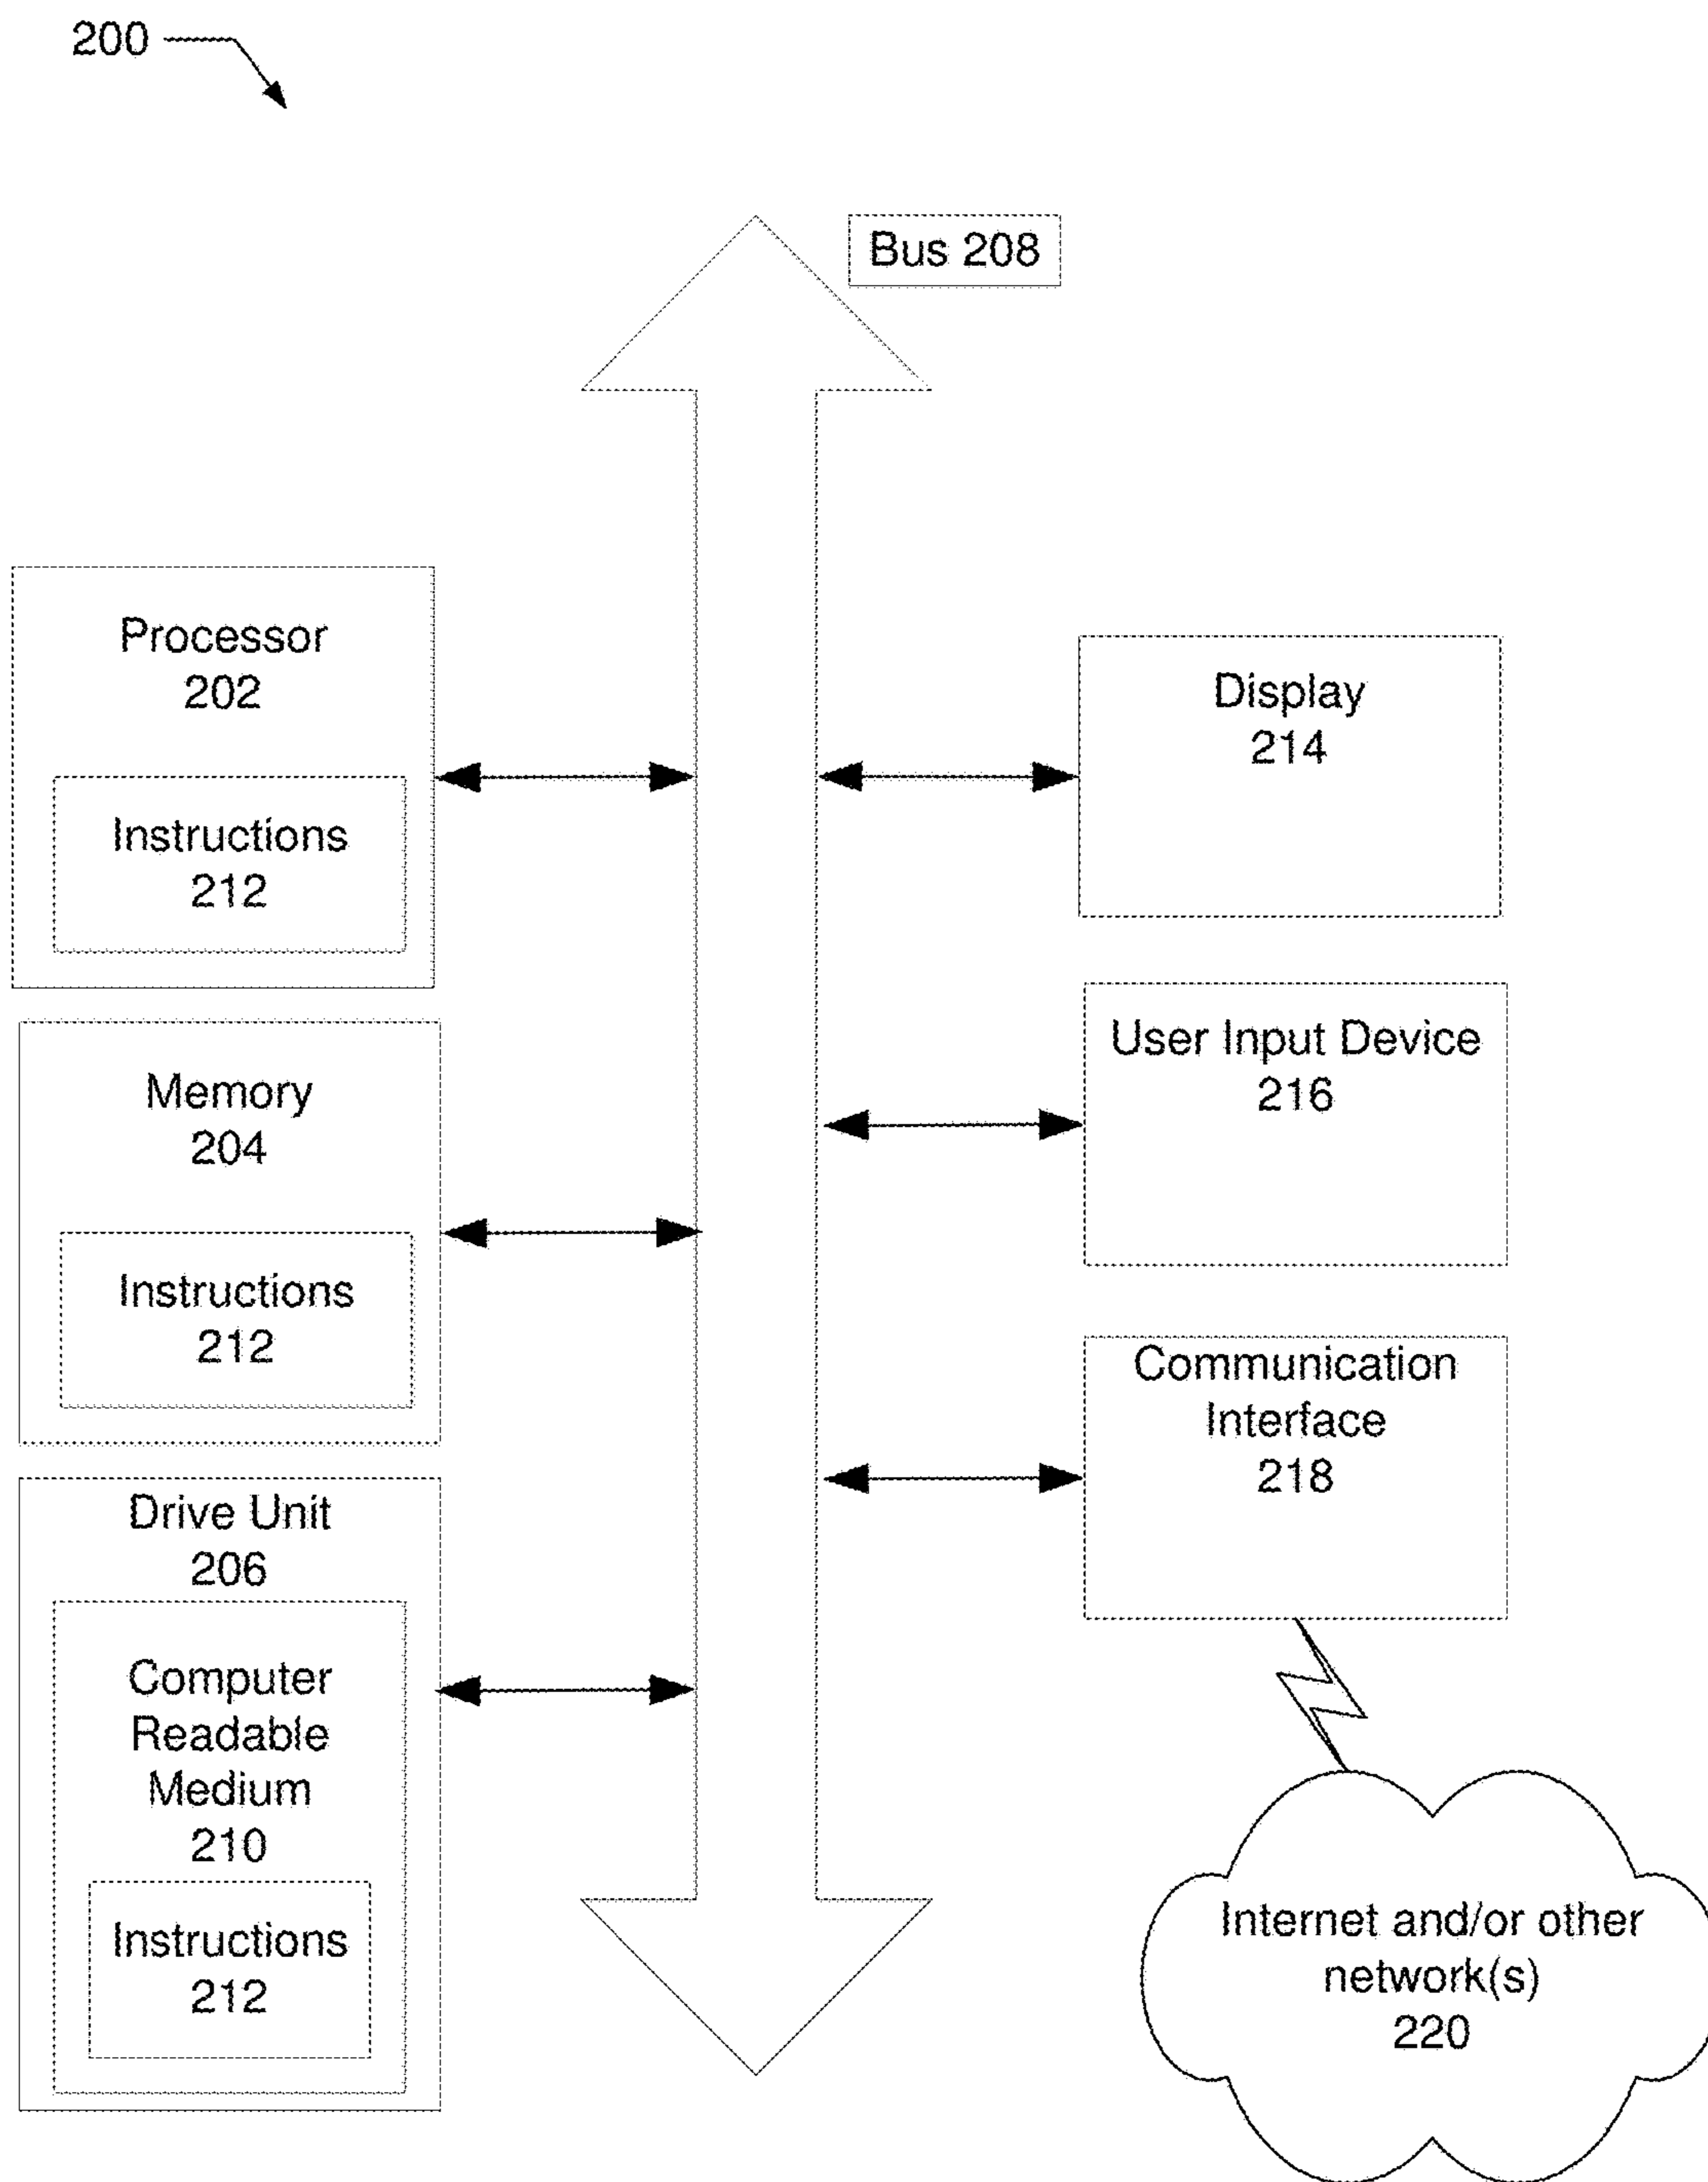 200
Bus 208
Processor
202
Instructions
212
Memory
204
Instructions
212
Drive Unit
206
Computer
Readable
Medium
210
Instructions
212
Display
214
User Input Device
216
Communication
Interface
218
Internet and/or other
network(s)
220